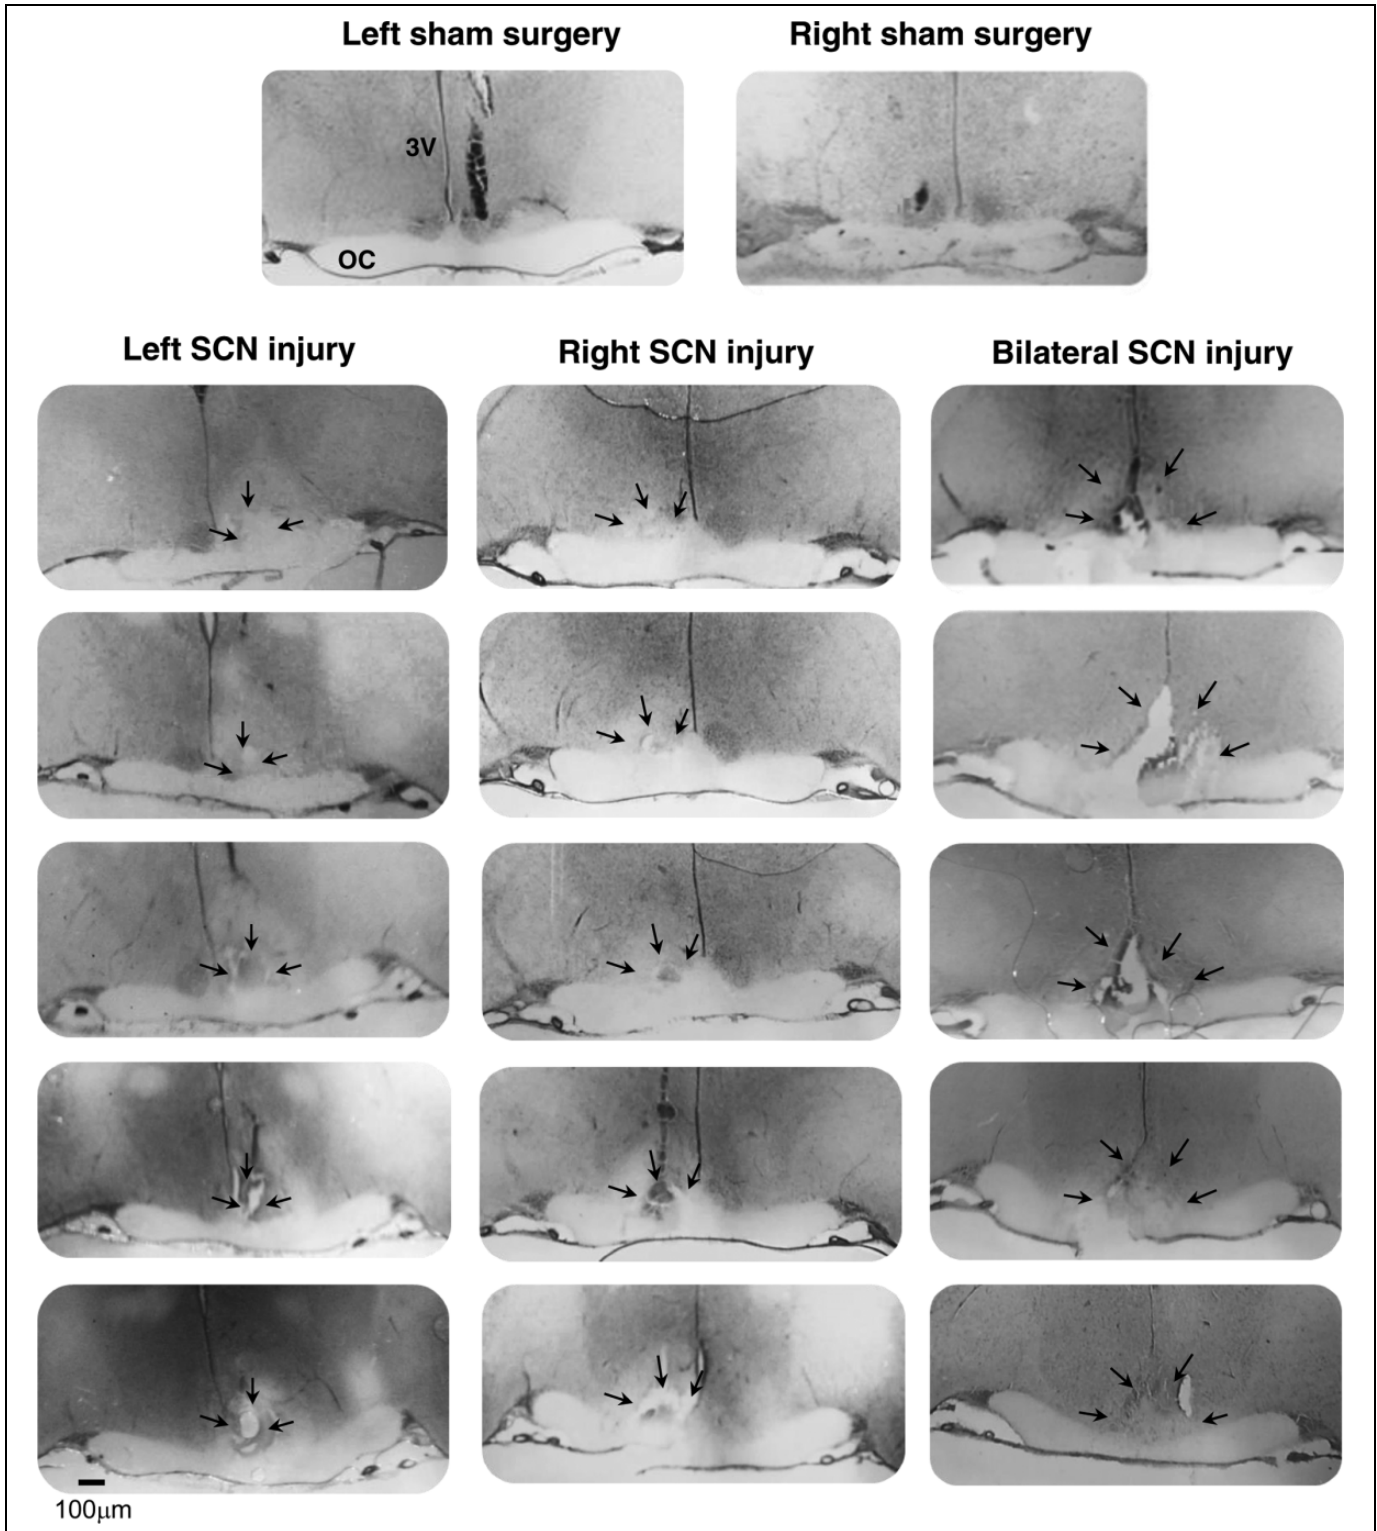 Left sham surgery
Right sham surgery
3V
OC
Left SCN injury
Right SCN injury
Bilateral SCN injury
100μm